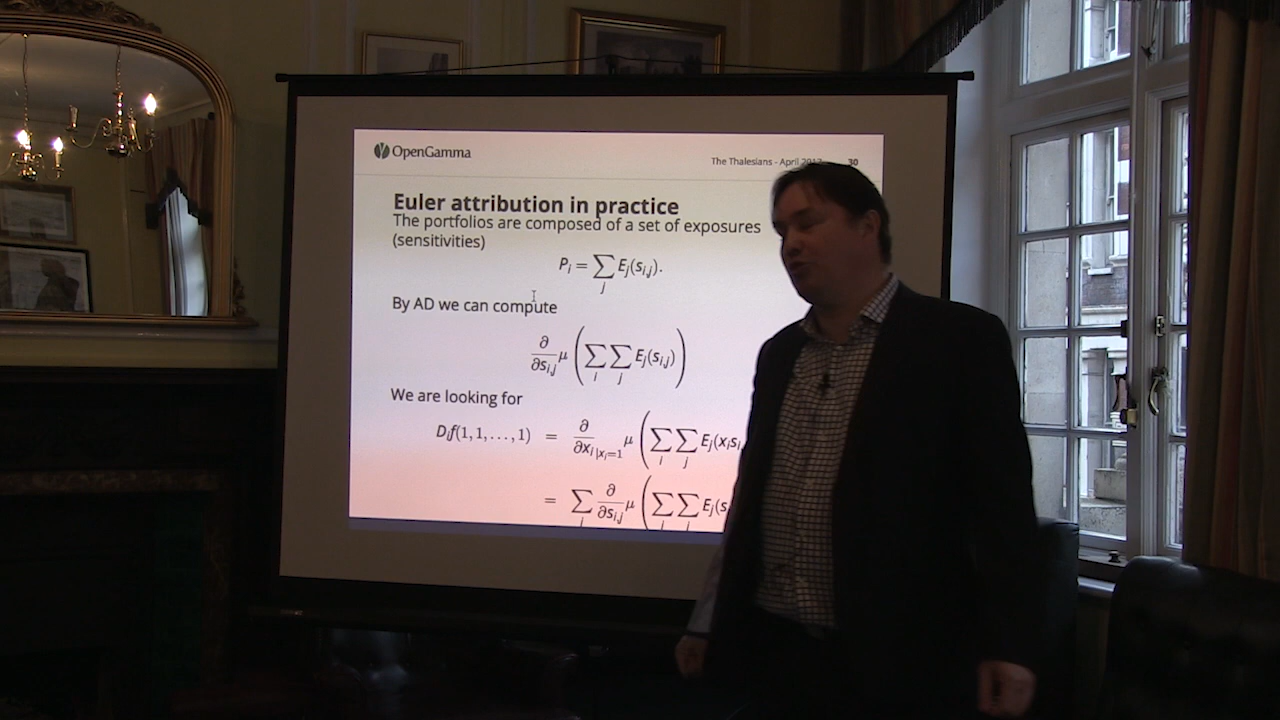 OpenGamma
The Thalesians - April 30
Euler attribution in practice
The portfolios are composed of a set of exposures
(sensitivities)
P_i = ∑_j E_j(s_{i,j}).
By AD we can compute
∂/∂s_{i,j} μ (∑_i ∑_j E_j(s_{i,j}))
We are looking for
D_i f(1, 1, . . . , 1) = ∂/∂x_i |x_i=1 μ (∑_i ∑_j E_j(x_i s_i
= ∑_j ∂/∂s_{i,j} μ (∑_i ∑_j E_j(s